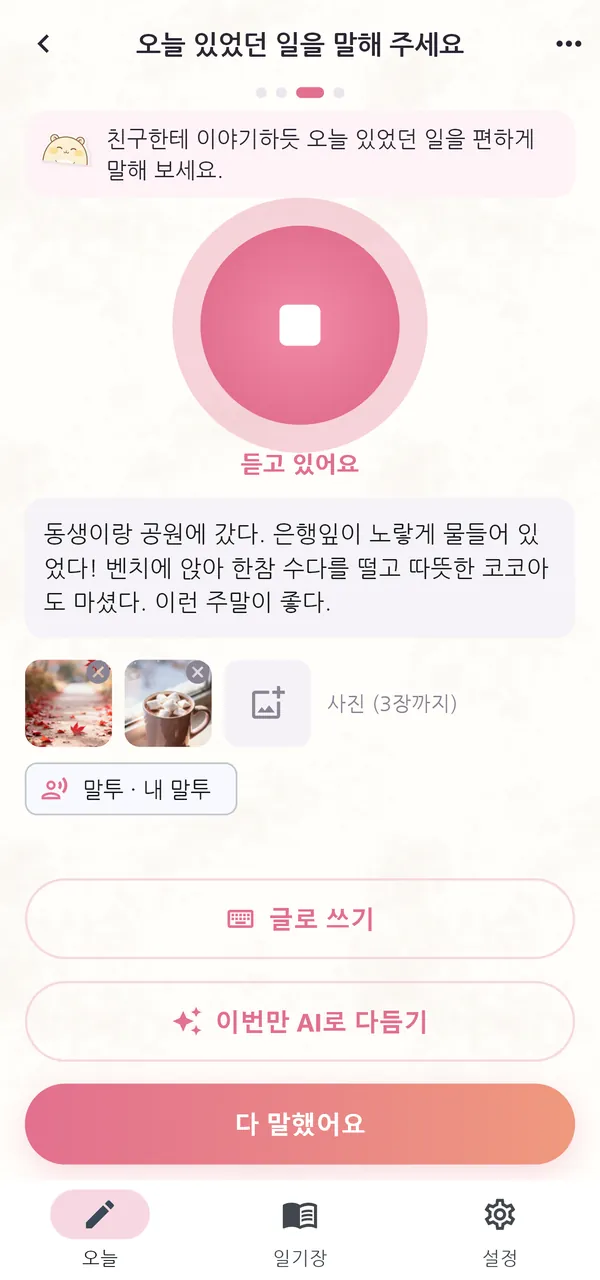 오늘 있었던 일을 말해 주세요
친구한테 이야기하듯 오늘 있었던 일을 편하게
말해 보세요.
듣고 있어요
동생이랑 공원에 갔다. 은행잎이 노랗게 물들어 있
었다! 벤치에 앉아 한참 수다를 떨고 따뜻한 코코아
도 마셨다. 이런 주말이 좋다.
사진 (3장까지)
말투 · 내 말투
글로 쓰기
이번만 AI로 다듬기
다 말했어요
오늘
일기장
설정